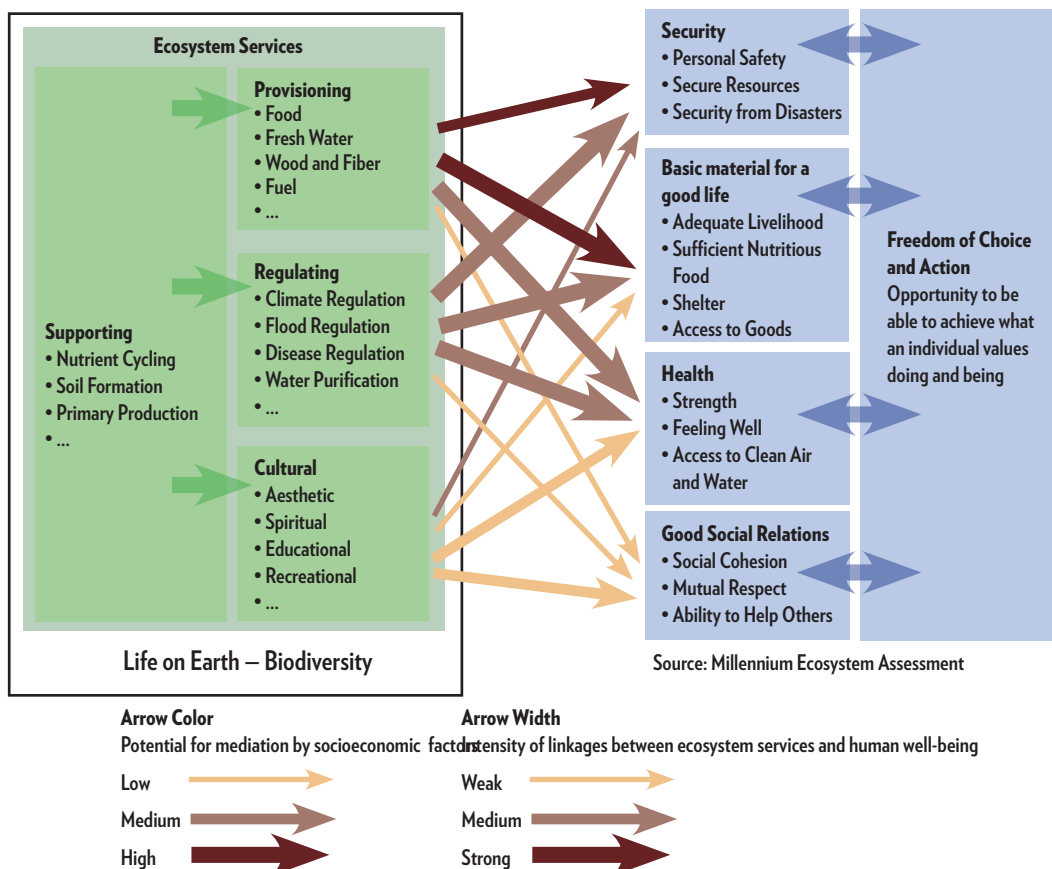 Ecosystem Services
Supporting
• Nutrient Cycling
• Soil Formation
• Primary Production
• ...
Provisioning
• Food
• Fresh Water
• Wood and Fiber
• Fuel
• ...
Regulating
• Climate Regulation
• Flood Regulation
• Disease Regulation
• Water Purification
• ...
Cultural
• Aesthetic
• Spiritual
• Educational
• Recreational
• ...
Life on Earth – Biodiversity
Security
• Personal Safety
• Secure Resources
• Security from Disasters
Basic material for a
good life
• Adequate Livelihood
• Sufficient Nutritious
Food
• Shelter
• Access to Goods
Health
• Strength
• Feeling Well
• Access to Clean Air
and Water
Good Social Relations
• Social Cohesion
• Mutual Respect
• Ability to Help Others
Freedom of Choice
and Action
Opportunity to be
able to achieve what
an individual values
doing and being
Source: Millennium Ecosystem Assessment
Arrow Color
Potential for mediation by socioeconomic factors
Low
Medium
High
Arrow Width
Intensity of linkages between ecosystem services and human well-being
Weak
Medium
Strong